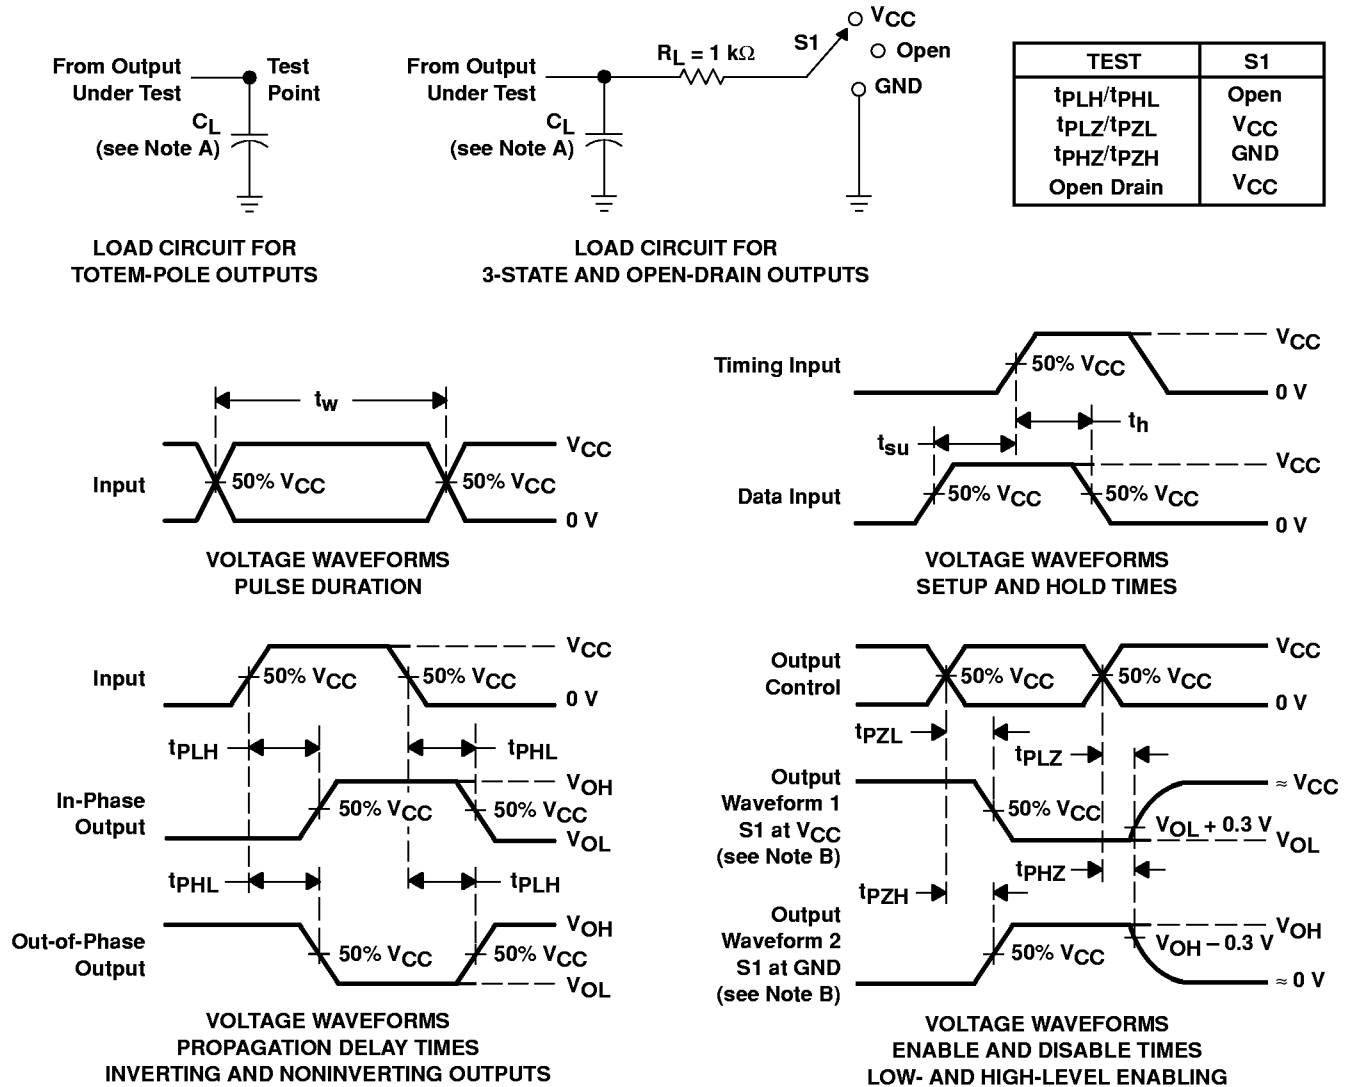 From Output
Under Test
Test
Point
CL
(see Note A)
LOAD CIRCUIT FOR
TOTEM-POLE OUTPUTS
From Output
Under Test
CL
(see Note A)
RL = 1 kΩ
S1
VCC
Open
GND
LOAD CIRCUIT FOR
3-STATE AND OPEN-DRAIN OUTPUTS
TEST S1
tPLH/tPHL Open
tPLZ/tPZL VCC
tPHZ/tPZH GND
Open Drain VCC
tw
Input
50% VCC
50% VCC
VCC
0 V
VOLTAGE WAVEFORMS
PULSE DURATION
Timing Input
50% VCC
VCC
0 V
tsu
th
Data Input
50% VCC
50% VCC
VCC
0 V
VOLTAGE WAVEFORMS
SETUP AND HOLD TIMES
Input
50% VCC
50% VCC
VCC
0 V
tPLH
tPHL
In-Phase
Output
50% VCC
50% VCC
VOH
VOL
tPHL
tPLH
Out-of-Phase
Output
50% VCC
50% VCC
VOH
VOL
VOLTAGE WAVEFORMS
PROPAGATION DELAY TIMES
INVERTING AND NONINVERTING OUTPUTS
Output
Control
50% VCC
50% VCC
VCC
0 V
tPZL
tPLZ
Output
Waveform 1
S1 at VCC
(see Note B)
50% VCC
≈ VCC
VOL + 0.3 V
VOL
tPHZ
tPZH
Output
Waveform 2
S1 at GND
(see Note B)
50% VCC
VOH
VOH − 0.3 V
≈ 0 V
VOLTAGE WAVEFORMS
ENABLE AND DISABLE TIMES
LOW- AND HIGH-LEVEL ENABLING